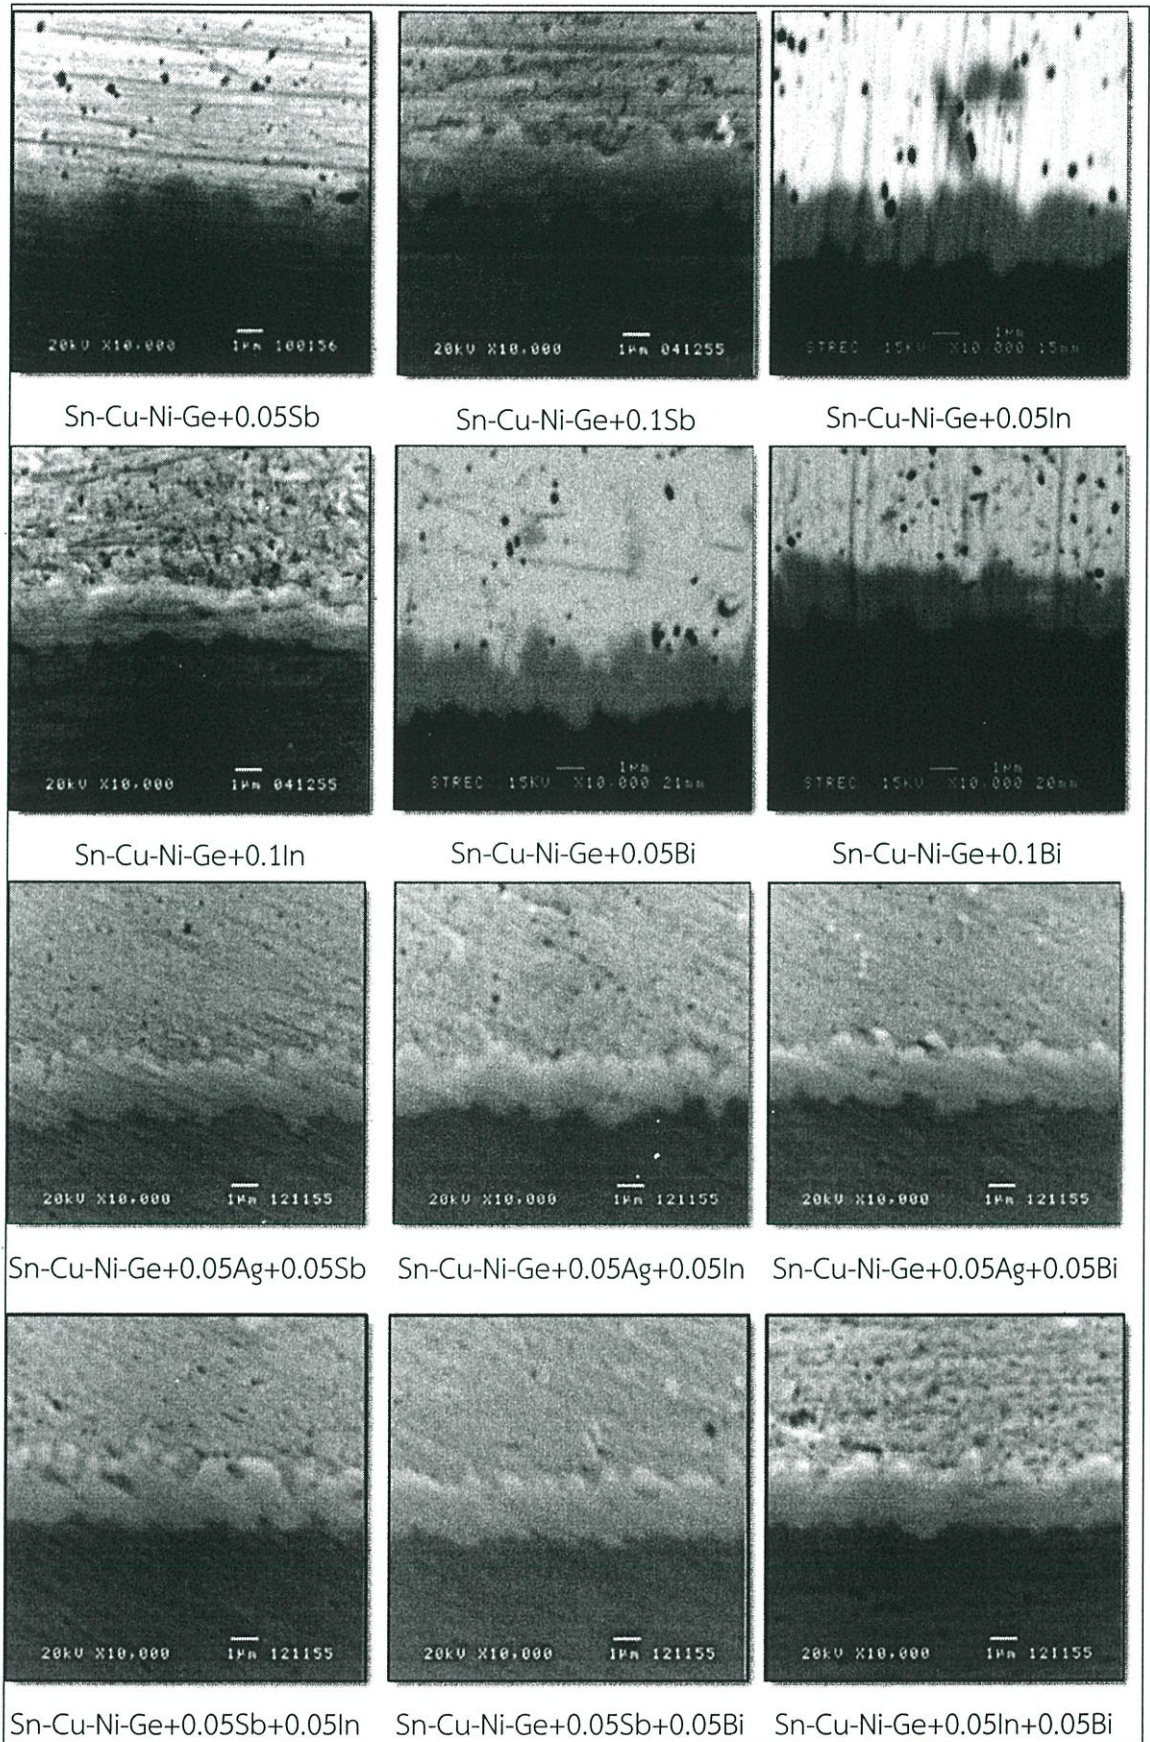 20kV X10,000 1µm 100156
20kV X10,000 1µm 041255
1µm
STREC 15KV X10,000 15mm
Sn-Cu-Ni-Ge+0.05Sb
Sn-Cu-Ni-Ge+0.1Sb
Sn-Cu-Ni-Ge+0.05In
20kV X10,000 1µm 041255
1µm
STREC 15KV X10,000 21mm
1µm
STREC 15KV X10,000 20mm
Sn-Cu-Ni-Ge+0.1In
Sn-Cu-Ni-Ge+0.05Bi
Sn-Cu-Ni-Ge+0.1Bi
20kV X10,000 1µm 121155
20kV X10,000 1µm 121155
20kV X10,000 1µm 121155
Sn-Cu-Ni-Ge+0.05Ag+0.05Sb
Sn-Cu-Ni-Ge+0.05Ag+0.05In
Sn-Cu-Ni-Ge+0.05Ag+0.05Bi
20kV X10,000 1µm 121155
20kV X10,000 1µm 121155
20kV X10,000 1µm 121155
Sn-Cu-Ni-Ge+0.05Sb+0.05In
Sn-Cu-Ni-Ge+0.05Sb+0.05Bi
Sn-Cu-Ni-Ge+0.05In+0.05Bi